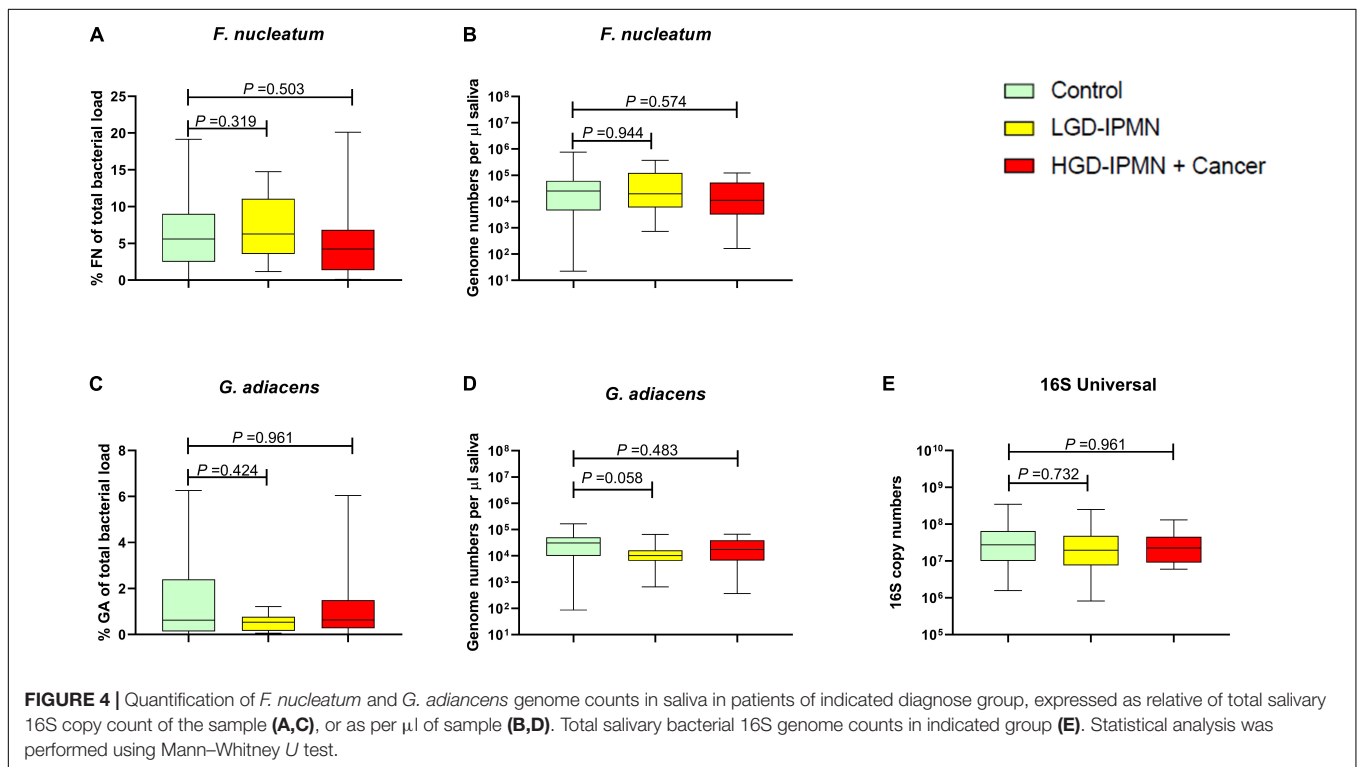 A
F. nucleatum
% FN of total bacterial load
25
20
15
10
5
0
P =0.503
P =0.319
B
F. nucleatum
Genome numbers per μl saliva
10⁸
10⁷
10⁶
10⁵
10⁴
10³
10²
10¹
P =0.574
P =0.944
Control
LGD-IPMN
HGD-IPMN + Cancer
C
G. adiacens
% GA of total bacterial load
8
6
4
2
0
P =0.961
P =0.424
D
G. adiacens
Genome numbers per μl saliva
10⁸
10⁷
10⁶
10⁵
10⁴
10³
10²
10¹
P =0.483
P =0.058
E
16S Universal
16S copy numbers
10¹⁰
10⁹
10⁸
10⁷
10⁶
10⁵
P =0.961
P =0.732
FIGURE 4 | Quantification of F. nucleatum and G. adiancens genome counts in saliva in patients of indicated diagnose group, expressed as relative of total salivary
16S copy count of the sample (A,C), or as per μl of sample (B,D). Total salivary bacterial 16S genome counts in indicated group (E). Statistical analysis was
performed using Mann–Whitney U test.